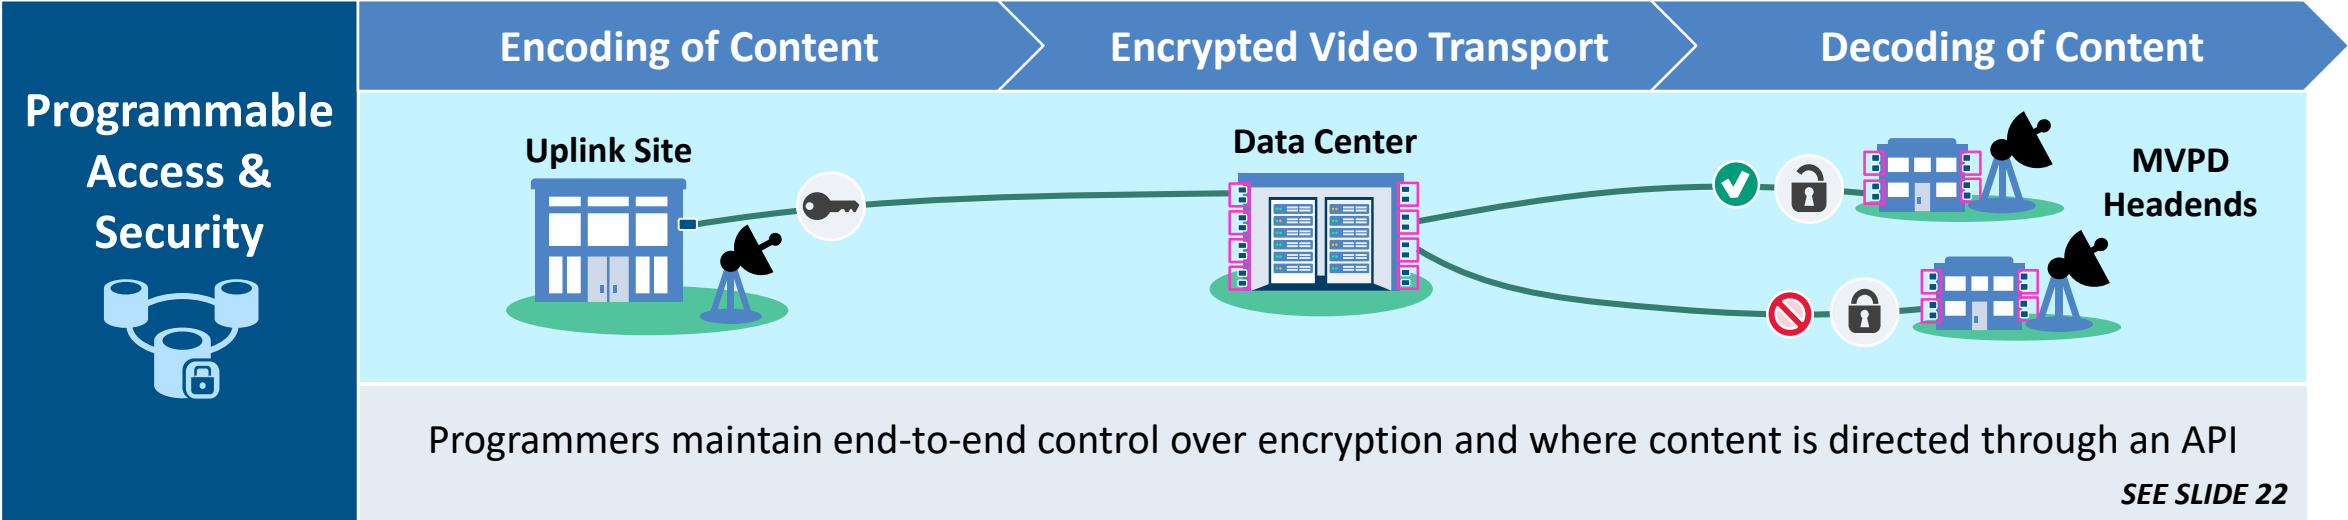 Programmable
Access &
Security
Encoding of Content
Encrypted Video Transport
Decoding of Content
Uplink Site
Data Center
MVPD
Headends
Programmers maintain end-to-end control over encryption and where content is directed through an API
SEE SLIDE 22